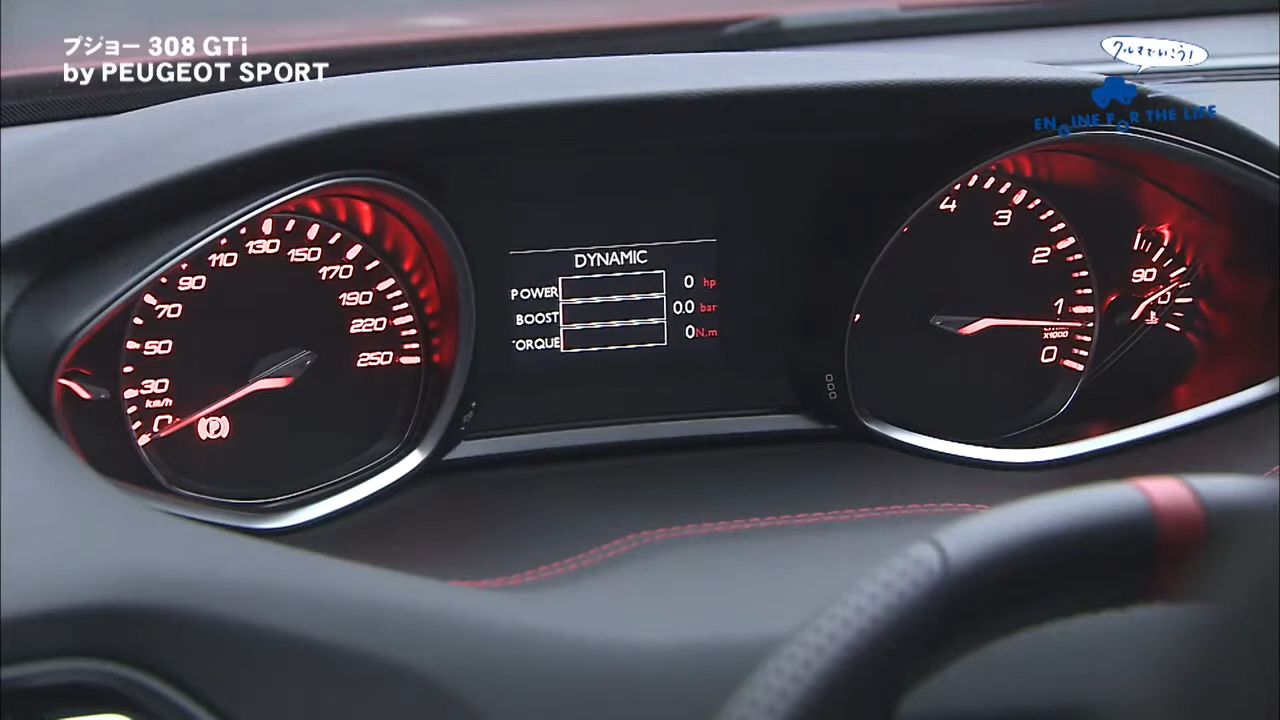 プジョー 308 GTi
by PEUGEOT SPORT
クルマでいこう!
ENGINE FOR THE LIFE
DYNAMIC
POWER 0 hp
BOOST 0.0 bar
TORQUE 0 N.m
0
30
50
70
90
110
130
150
170
190
220
250
km/h
4
3
2
1
x1000
0
90